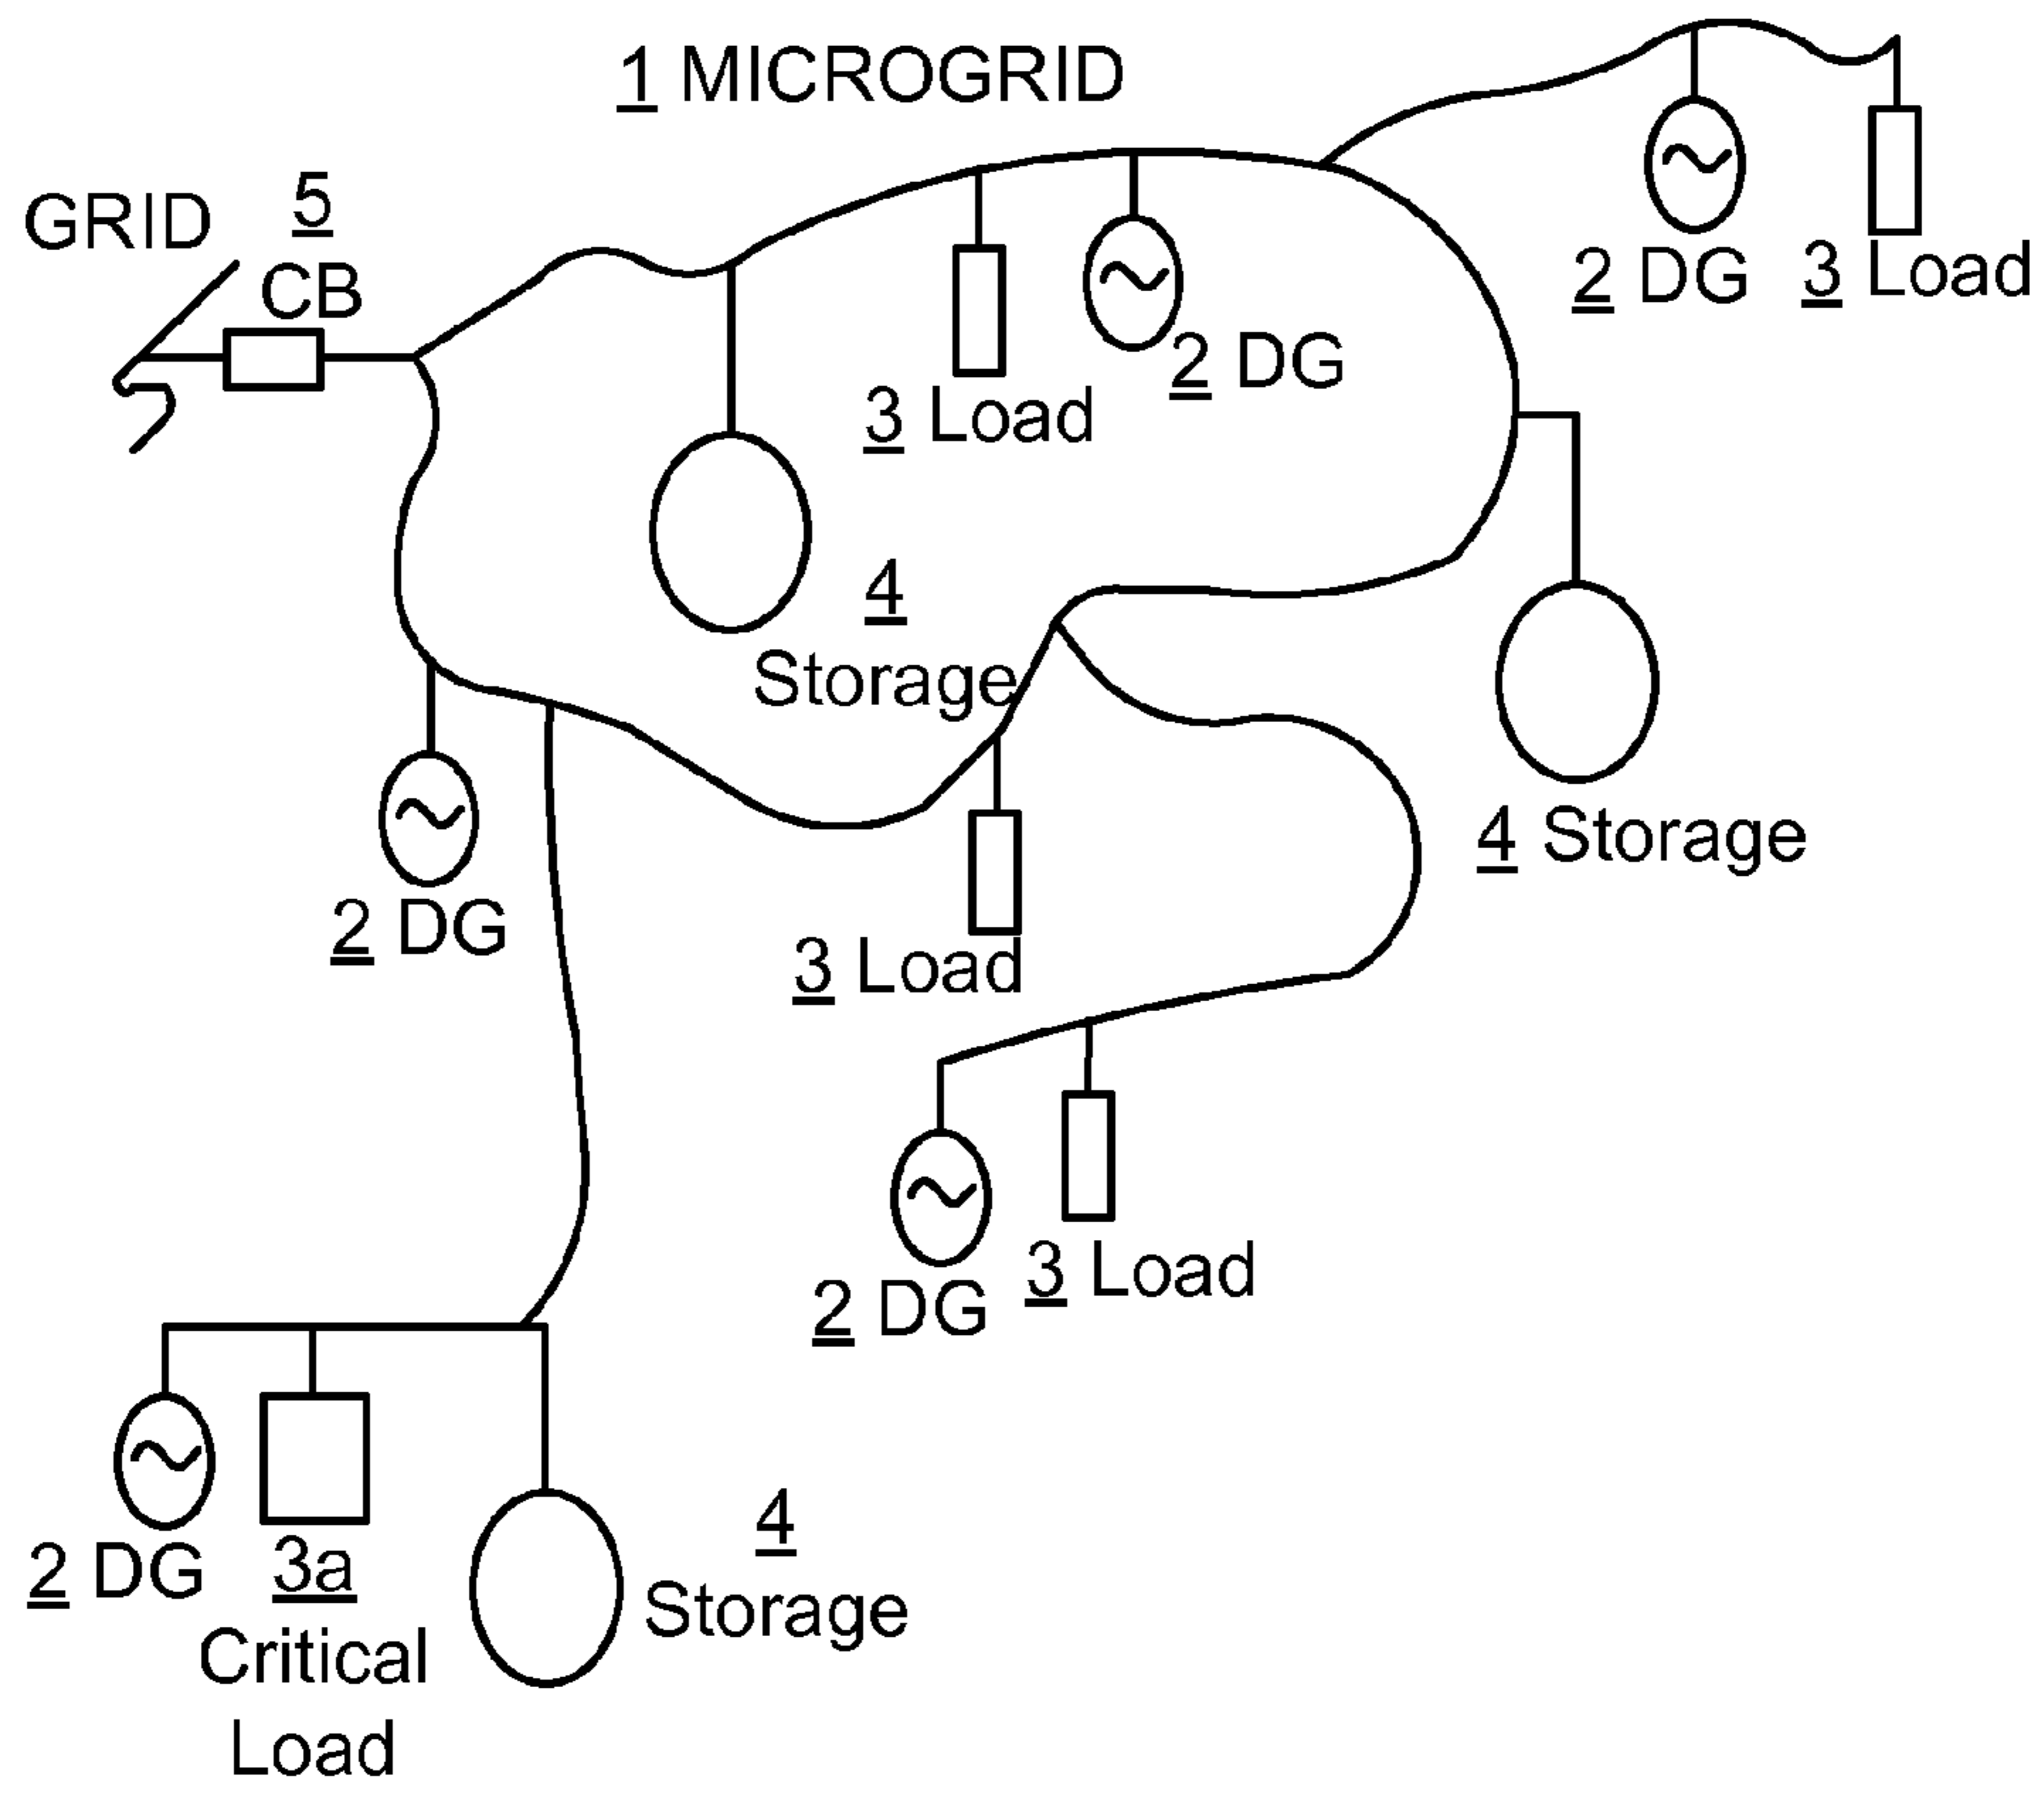 1 MICROGRID
GRID
5
CB
2 DG
3 Load
2 DG
3 Load
4
Storage
4 Storage
2 DG
3 Load
3 Load
2 DG
4
Storage
2 DG
3a
Critical
Load